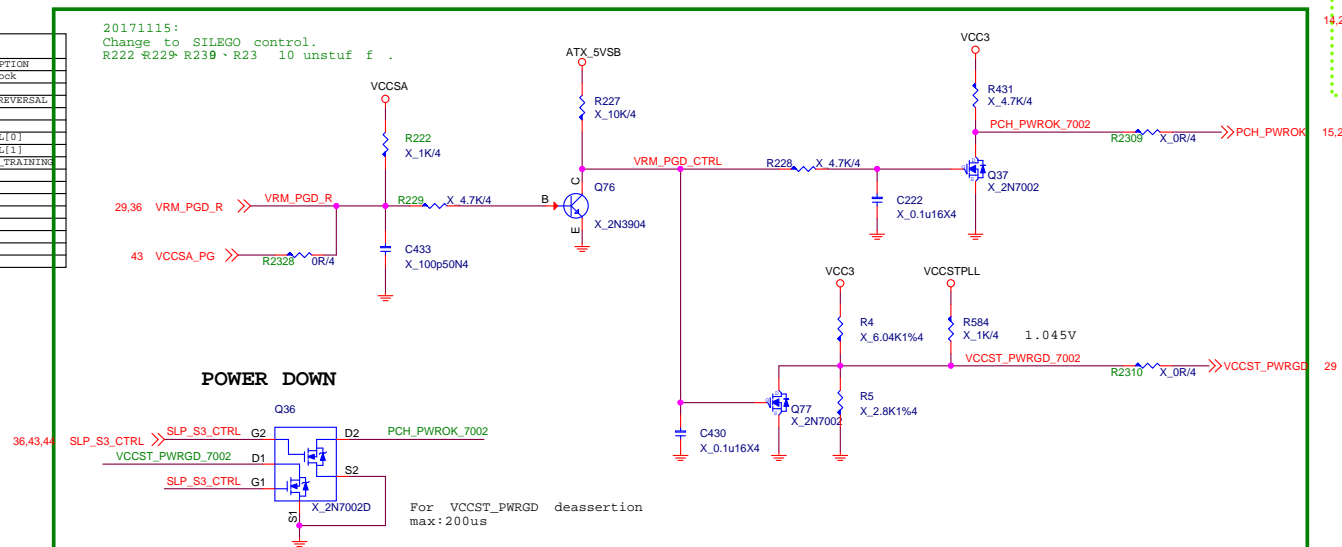 20171115:
Change to SILEGO control.
R222、R229、R230、R23 10 unstuf f .
PTION
ock
REVERSAL
L[0]
L[1]
_TRAINING
VCCSA
R222
X_1K/4
29,36 VRM_PGD_R
VRM_PGD_R
R229
X_4.7K/4
43 VCCSA_PG
R2328
0R/4
C433
X_100p50N4
ATX_5VSB
R227
X_10K/4
B
C
E
Q76
X_2N3904
VRM_PGD_CTRL
R228
X_4.7K/4
C222
X_0.1u16X4
VCC3
R431
X_4.7K/4
PCH_PWROK_7002
R2309
X_0R/4
PCH_PWROK
15,2
14,2
Q37
X_2N7002
VCC3
R4
X_6.04K1%4
VCCSTPLL
R584
X_1K/4
1.045V
VCCST_PWRGD_7002
R2310
X_0R/4
VCCST_PWRGD
29
Q77
X_2N7002
R5
X_2.8K1%4
C430
X_0.1u16X4
POWER DOWN
Q36
36,43,44 SLP_S3_CTRL
SLP_S3_CTRL
G2
D2
PCH_PWROK_7002
VCCST_PWRGD_7002
D1
S2
SLP_S3_CTRL
G1
S1
X_2N7002D
For VCCST_PWRGD deassertion
max:200us